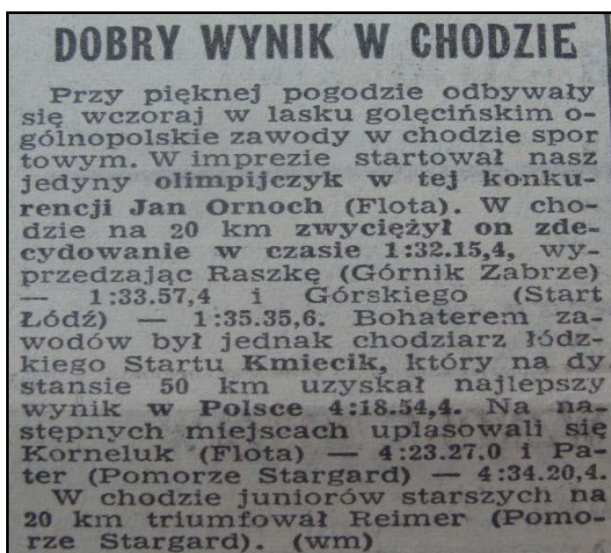 DOBRY WYNIK W CHODZIE
Przy pięknej pogodzie odbywały
się wczoraj w lasku golęcińskim o-
gólnopolskie zawody w chodzie spor
towym. W imprezie startował nasz
jedyny olimpijczyk w tej konku-
rencji Jan Ornoch (Flota). W cho-
dzie na 20 km zwyciężył on zde-
cydowanie w czasie 1:32.15,4, wy-
przedzając Raszkę (Górnik Zabrze)
— 1:33.57,4 i Górskiego (Start
Łódź) — 1:35.35,6. Bohaterem za-
wodów był jednak chodziarz łódz-
kiego Startu Kmiecik, który na dy
stansie 50 km uzyskał najlepszy
wynik w Polsce 4:18.54,4. Na na-
stępnych miejscach uplasowali się
Korneluk (Flota) — 4:23.27,0 i Pa-
ter (Pomorze Stargard) — 4:34.20,4.
W chodzie juniorów starszych na
20 km triumfował Reimer (Pomo-
rze Stargard). (wm)